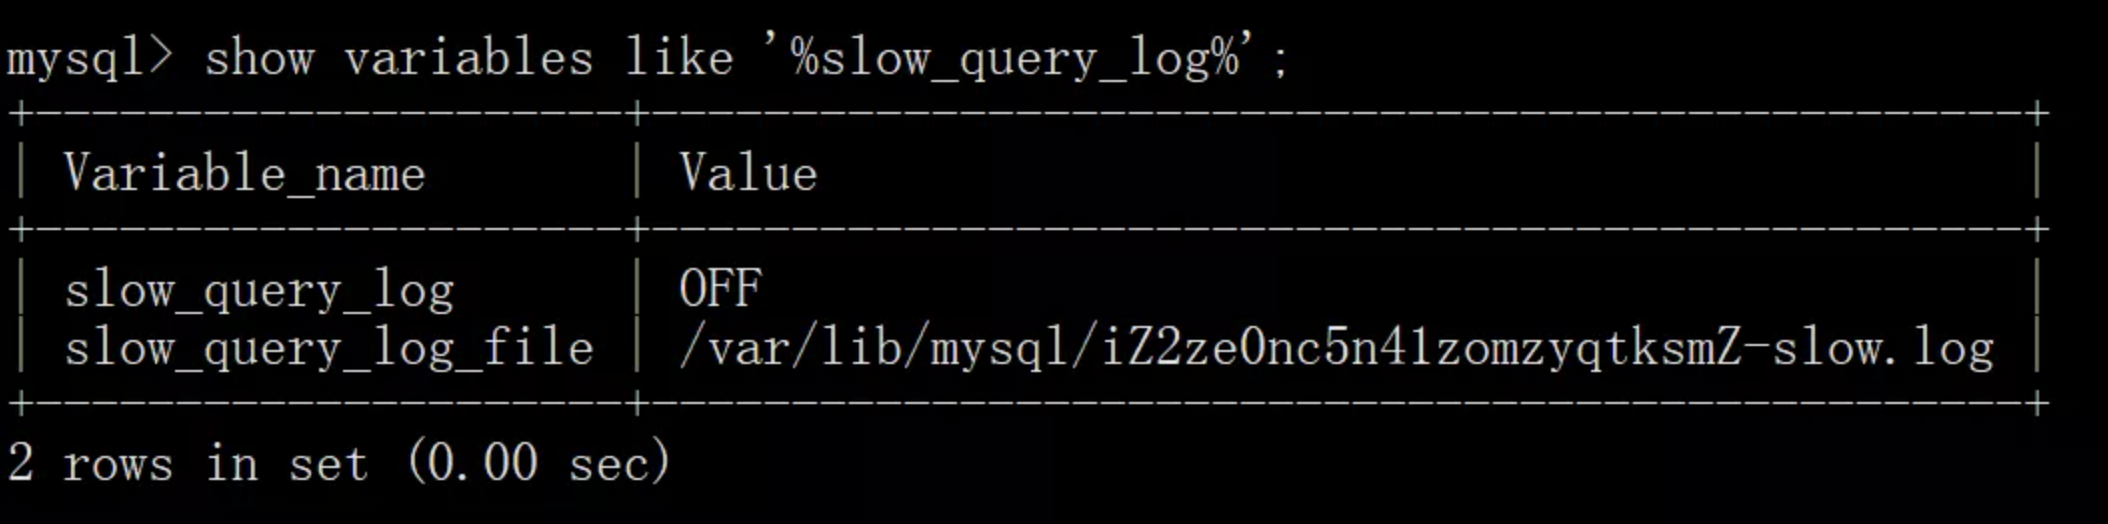 mysql> show variables like '%slow_query_log%';
+---------------------+-------------------------------------------------+
| Variable_name       | Value                                           |
+---------------------+-------------------------------------------------+
| slow_query_log      | OFF                                             |
| slow_query_log_file | /var/lib/mysql/iZ2ze0nc5n41zomzyqtksmZ-slow.log |
+---------------------+-------------------------------------------------+
2 rows in set (0.00 sec)